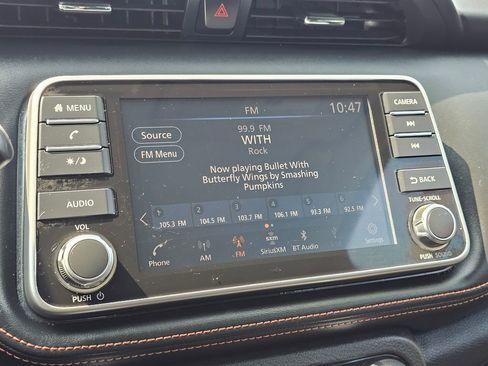 MENU
AUDIO
VOL
PUSH
FM
10:47
Source
FM Menu
99.9 FM
WITH
Rock
Now playing Bullet With
Butterfly Wings by Smashing
Pumpkins
1 2 3 4 5 6
105.3 FM 104.5 FM 103.7 FM 106.1 FM 93.3 FM 92.5 FM
Phone AM FM SiriusXM BT Audio Settings
CAMERA
BACK
TUNE·SCROLL
PUSH SOUND